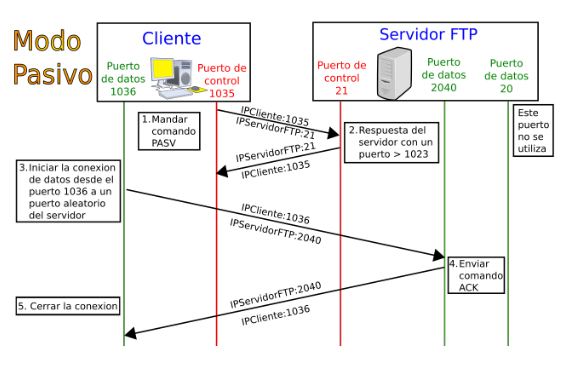 Modo
Pasivo
Cliente
Puerto
de datos
1036
Puerto de
control
1035
Servidor FTP
Puerto de
control
21
Puerto
de datos
2040
Puerto
de datos
20
1.Mandar
comando
PASV
IPCliente:1035
IPServidorFTP:21
2.Respuesta del
servidor con un
puerto > 1023
Este
puerto
no se
utiliza
IPServidorFTP:21
IPCliente:1035
3.Iniciar la conexion
de datos desde el
puerto 1036 a un
puerto aleatorio
del servidor
IPCliente:1036
IPServidorFTP:2040
4.Enviar
comando
ACK
IPServidorFTP:2040
IPCliente:1036
5. Cerrar la conexion